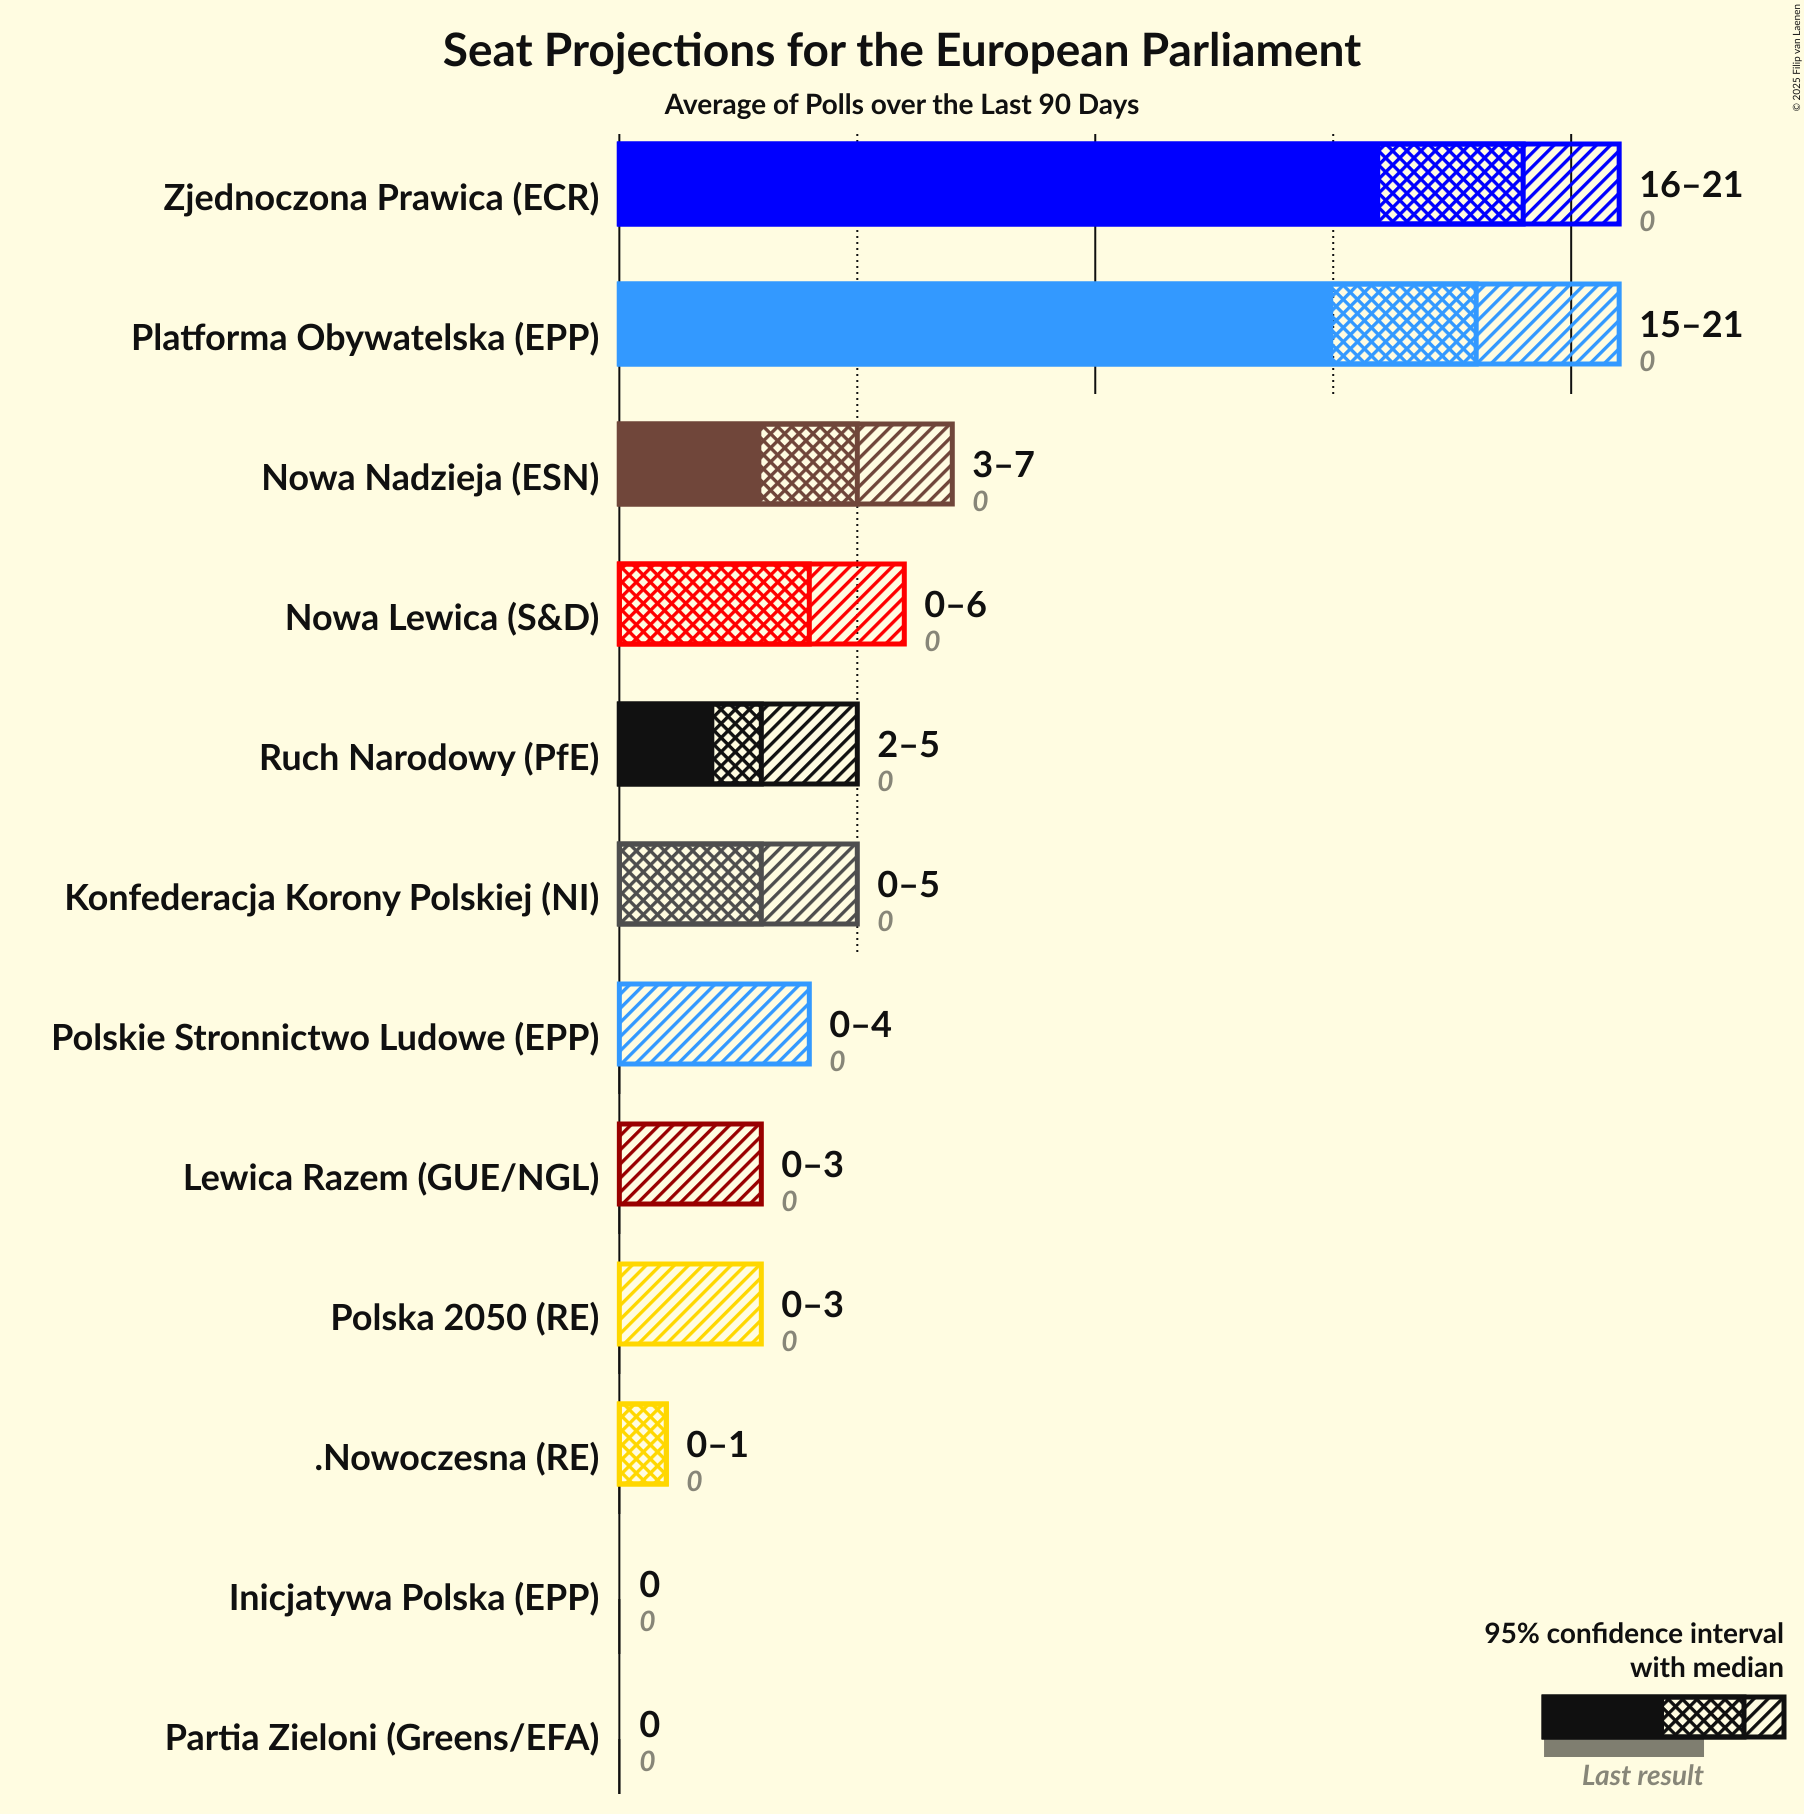 Seat Projections for the European Parliament
Average of Polls over the Last 90 Days
© 2025 Filip van Laenen
Zjednoczona Prawica (ECR)
16–21
0
Platforma Obywatelska (EPP)
15–21
0
Nowa Nadzieja (ESN)
3–7
0
Nowa Lewica (S&D)
0–6
0
Ruch Narodowy (PfE)
2–5
0
Konfederacja Korony Polskiej (NI)
0–5
0
Polskie Stronnictwo Ludowe (EPP)
0–4
0
Lewica Razem (GUE/NGL)
0–3
0
Polska 2050 (RE)
0–3
0
.Nowoczesna (RE)
0–1
0
Inicjatywa Polska (EPP)
0
0
Partia Zieloni (Greens/EFA)
0
0
95% confidence interval
with median
Last result